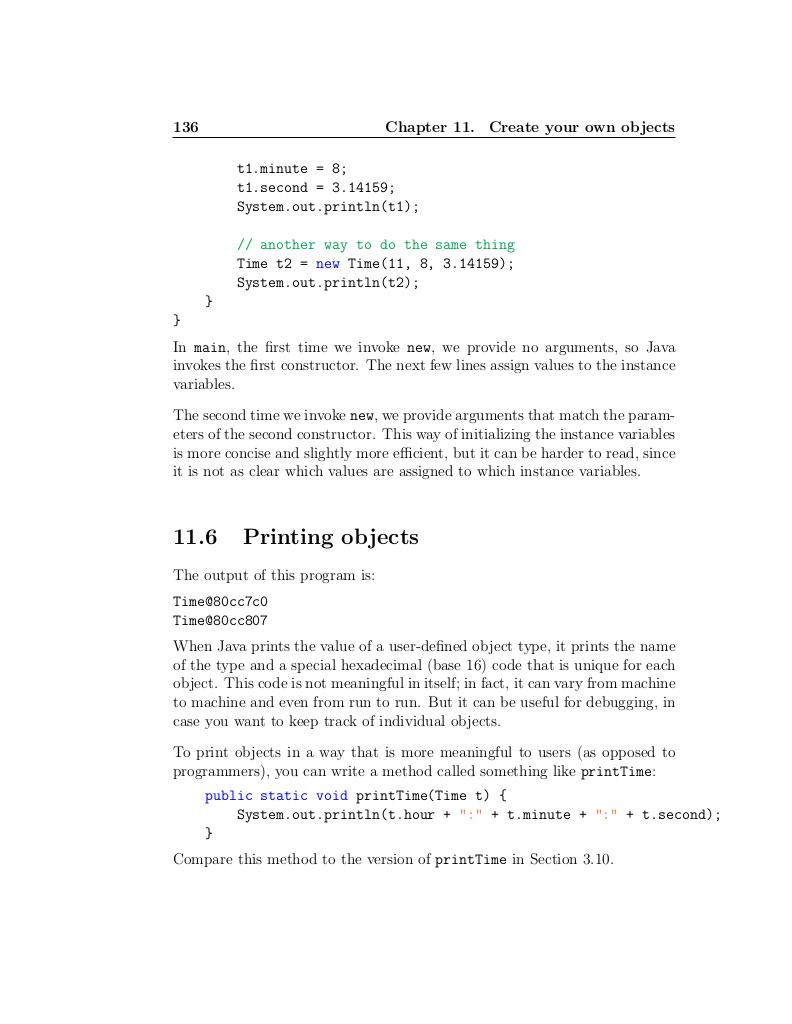 136 Chapter 11. Create your own objects
        t1.minute = 8;
        t1.second = 3.14159;
        System.out.println(t1);

        // another way to do the same thing
        Time t2 = new Time(11, 8, 3.14159);
        System.out.println(t2);
    }
}
In main, the first time we invoke new, we provide no arguments, so Java
invokes the first constructor. The next few lines assign values to the instance
variables.
The second time we invoke new, we provide arguments that match the param-
eters of the second constructor. This way of initializing the instance variables
is more concise and slightly more efficient, but it can be harder to read, since
it is not as clear which values are assigned to which instance variables.
11.6 Printing objects
The output of this program is:
Time@80cc7c0
Time@80cc807
When Java prints the value of a user-defined object type, it prints the name
of the type and a special hexadecimal (base 16) code that is unique for each
object. This code is not meaningful in itself; in fact, it can vary from machine
to machine and even from run to run. But it can be useful for debugging, in
case you want to keep track of individual objects.
To print objects in a way that is more meaningful to users (as opposed to
programmers), you can write a method called something like printTime:
    public static void printTime(Time t) {
        System.out.println(t.hour + ":" + t.minute + ":" + t.second);
    }
Compare this method to the version of printTime in Section 3.10.